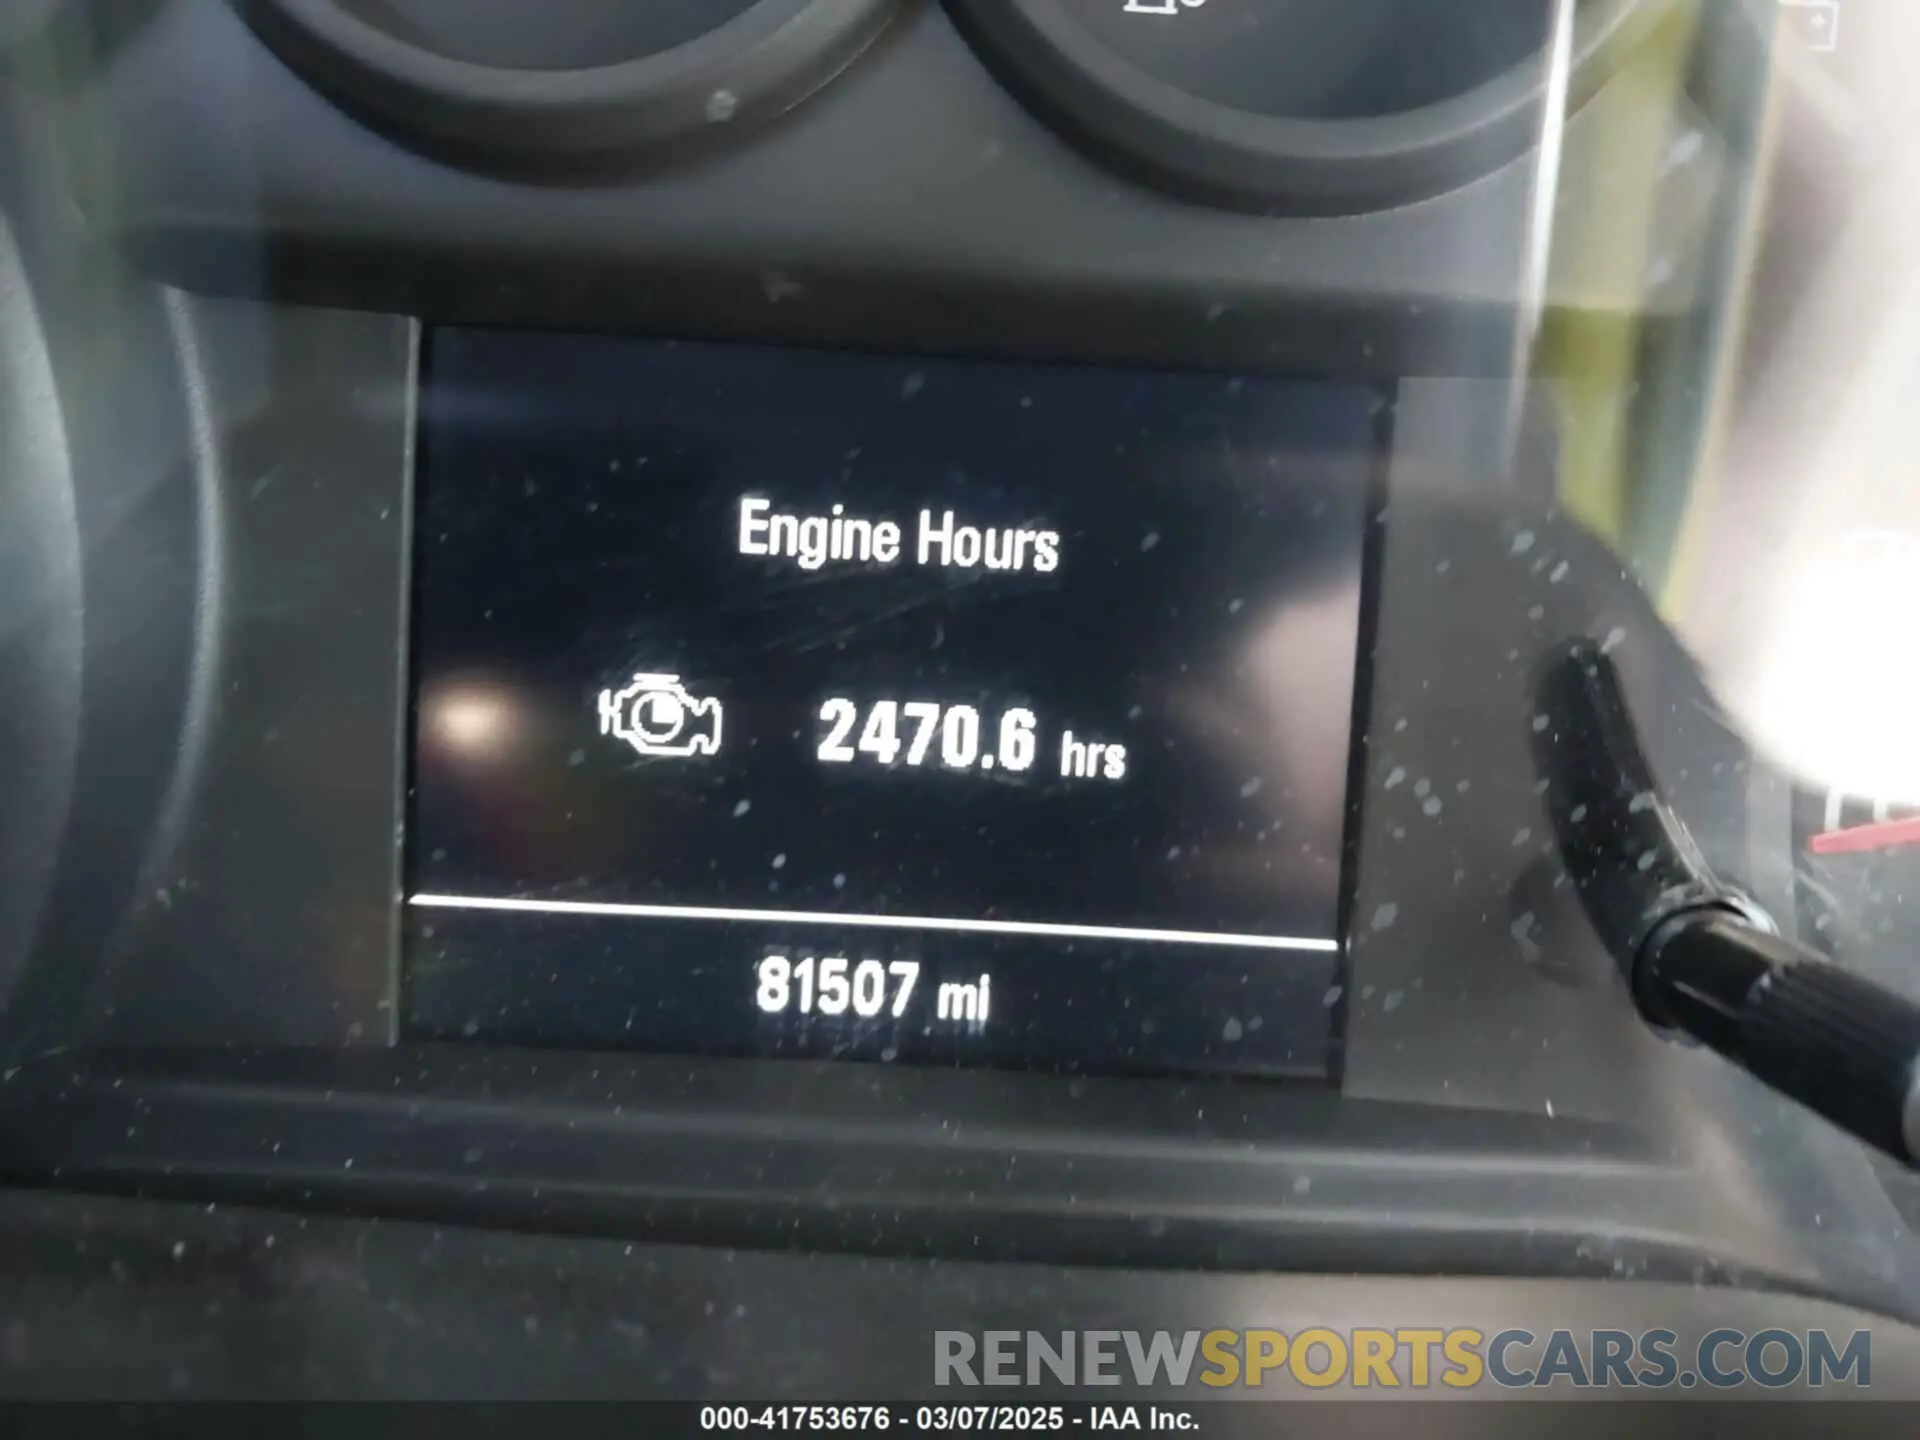 Engine Hours
2470.6 hrs
81507 mi
RENEWSPORTSCARS.COM
000-41753676 - 03/07/2025 - IAA Inc.